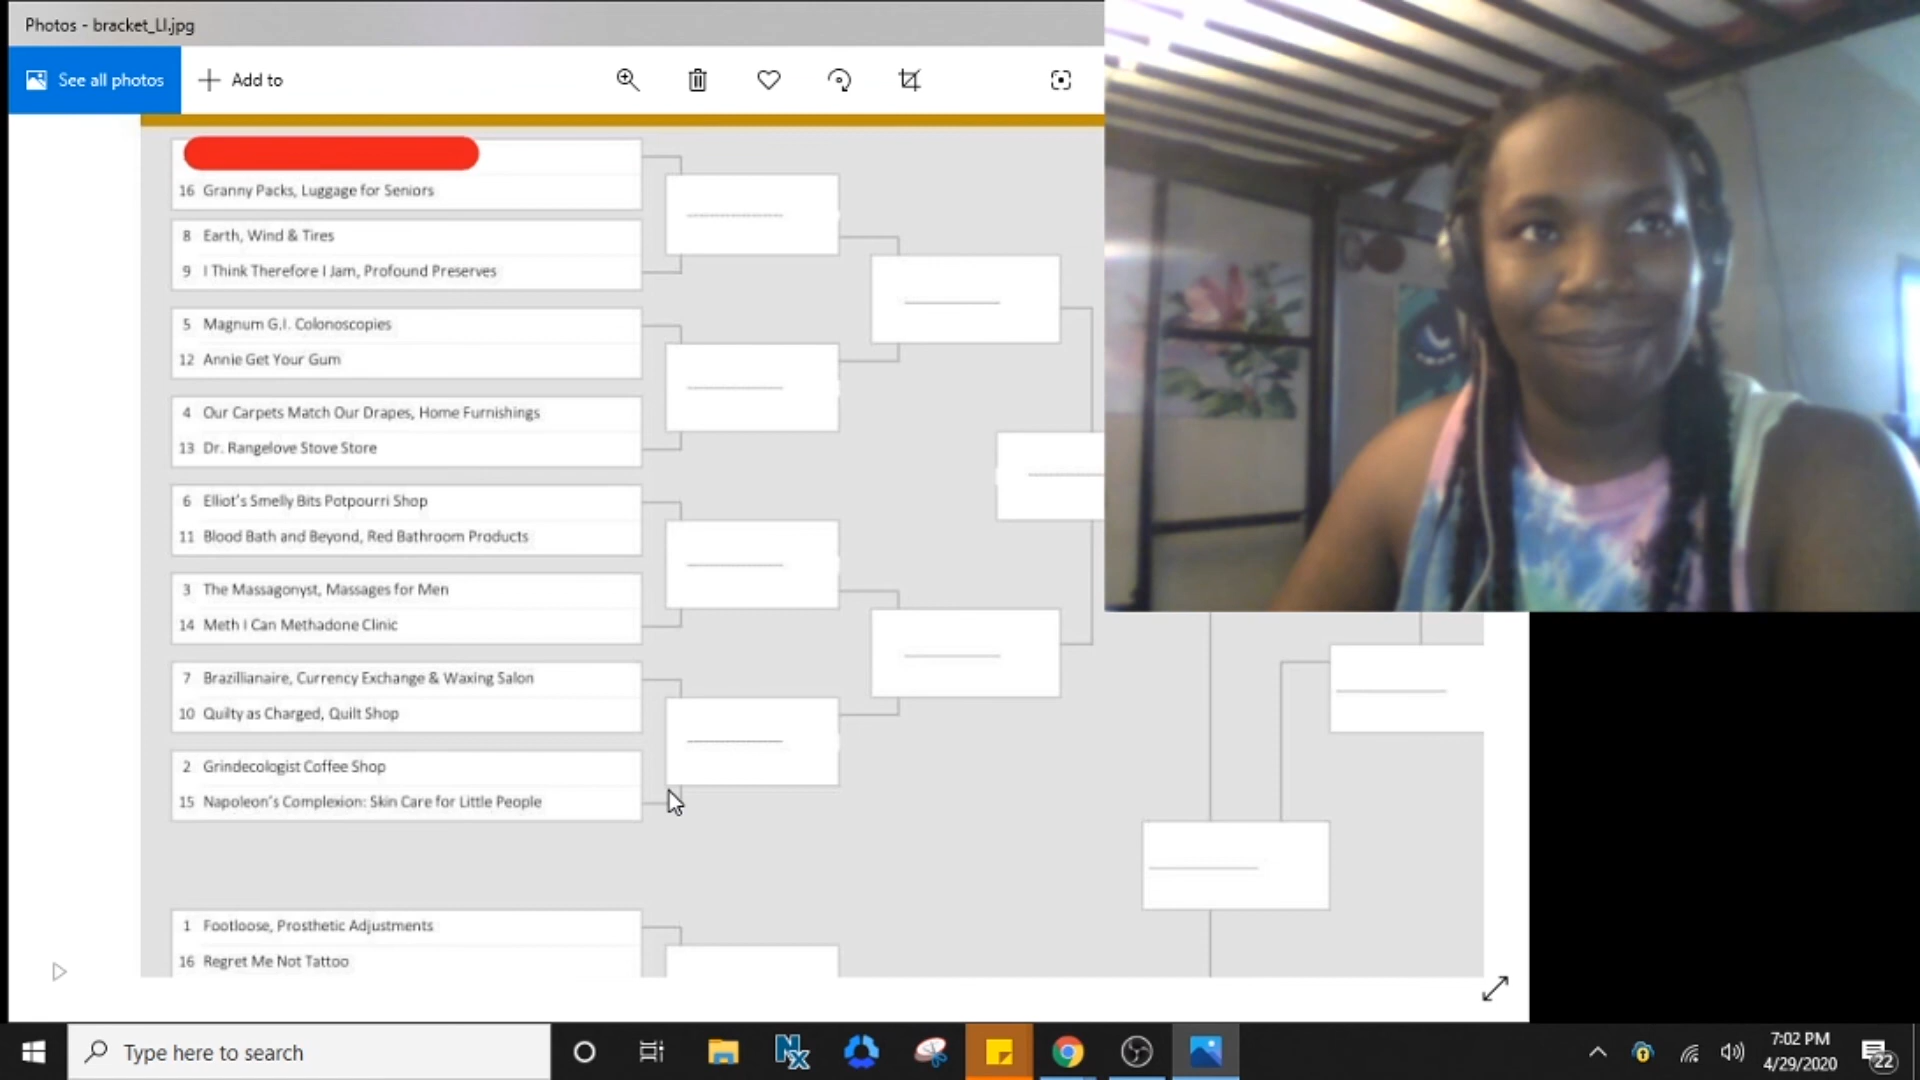 Photos - bracket_LI.jpg
See all photos
Add to
16 Granny Packs, Luggage for Seniors
8 Earth, Wind & Tires
9 I Think Therefore I Jam, Profound Preserves
5 Magnum G.I. Colonoscopies
12 Annie Get Your Gum
4 Our Carpets Match Our Drapes, Home Furnishings
13 Dr. Rangelove Stove Store
6 Elliot's Smelly Bits Potpourri Shop
11 Blood Bath and Beyond, Red Bathroom Products
3 The Massagonyst, Massages for Men
14 Meth I Can Methadone Clinic
7 Brazillianaire, Currency Exchange & Waxing Salon
10 Quilty as Charged, Quilt Shop
2 Grindecologist Coffee Shop
15 Napoleon's Complexion: Skin Care for Little People
1 Footloose, Prosthetic Adjustments
16 Regret Me Not Tattoo
Type here to search
NX
7:02 PM
4/29/2020
22